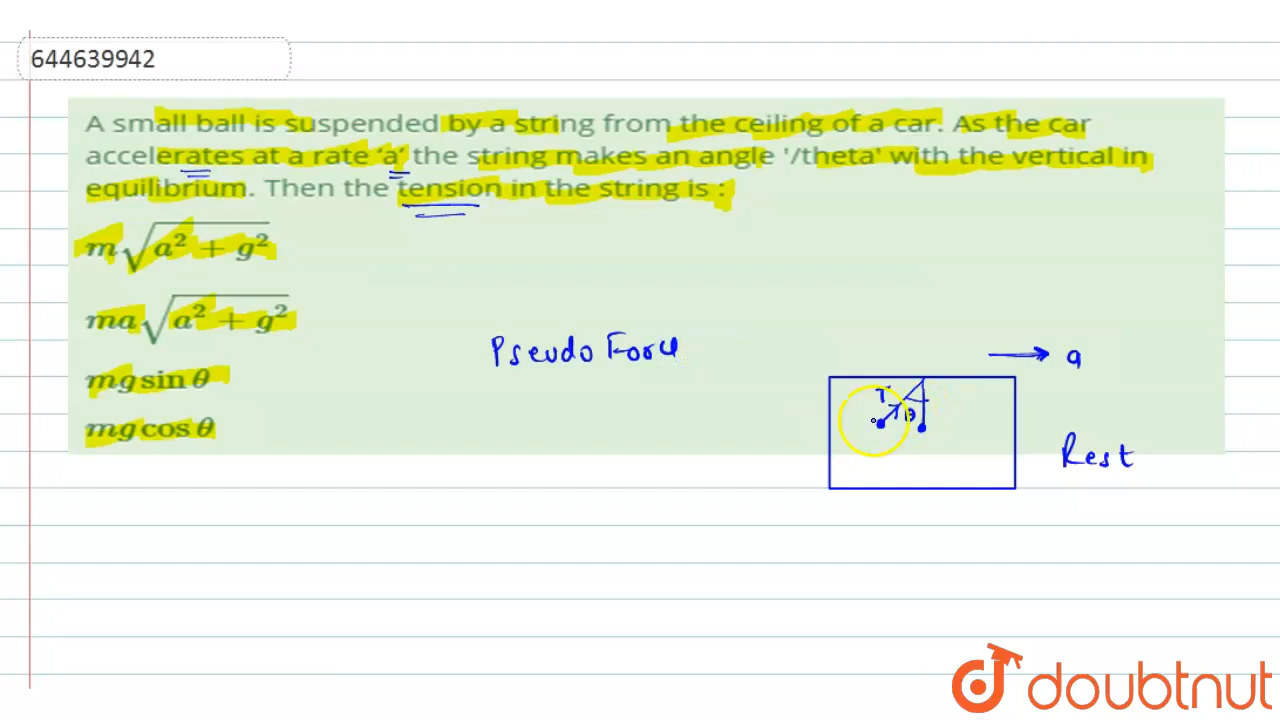 644639942
A small ball is suspended by a string from the ceiling of a car. As the car
accelerates at a rate 'a' the string makes an angle '/theta' with the vertical in
equilibrium. Then the tension in the string is :
m√(a² + g²)
ma√(a² + g²)
mg sin θ
mg cos θ
Pseudo Force
a
T
θ
Rest
doubtnut